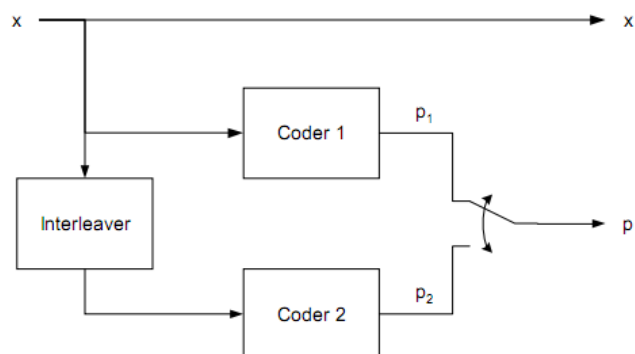 x
x
Coder 1
p₁
Interleaver
p
Coder 2
p₂